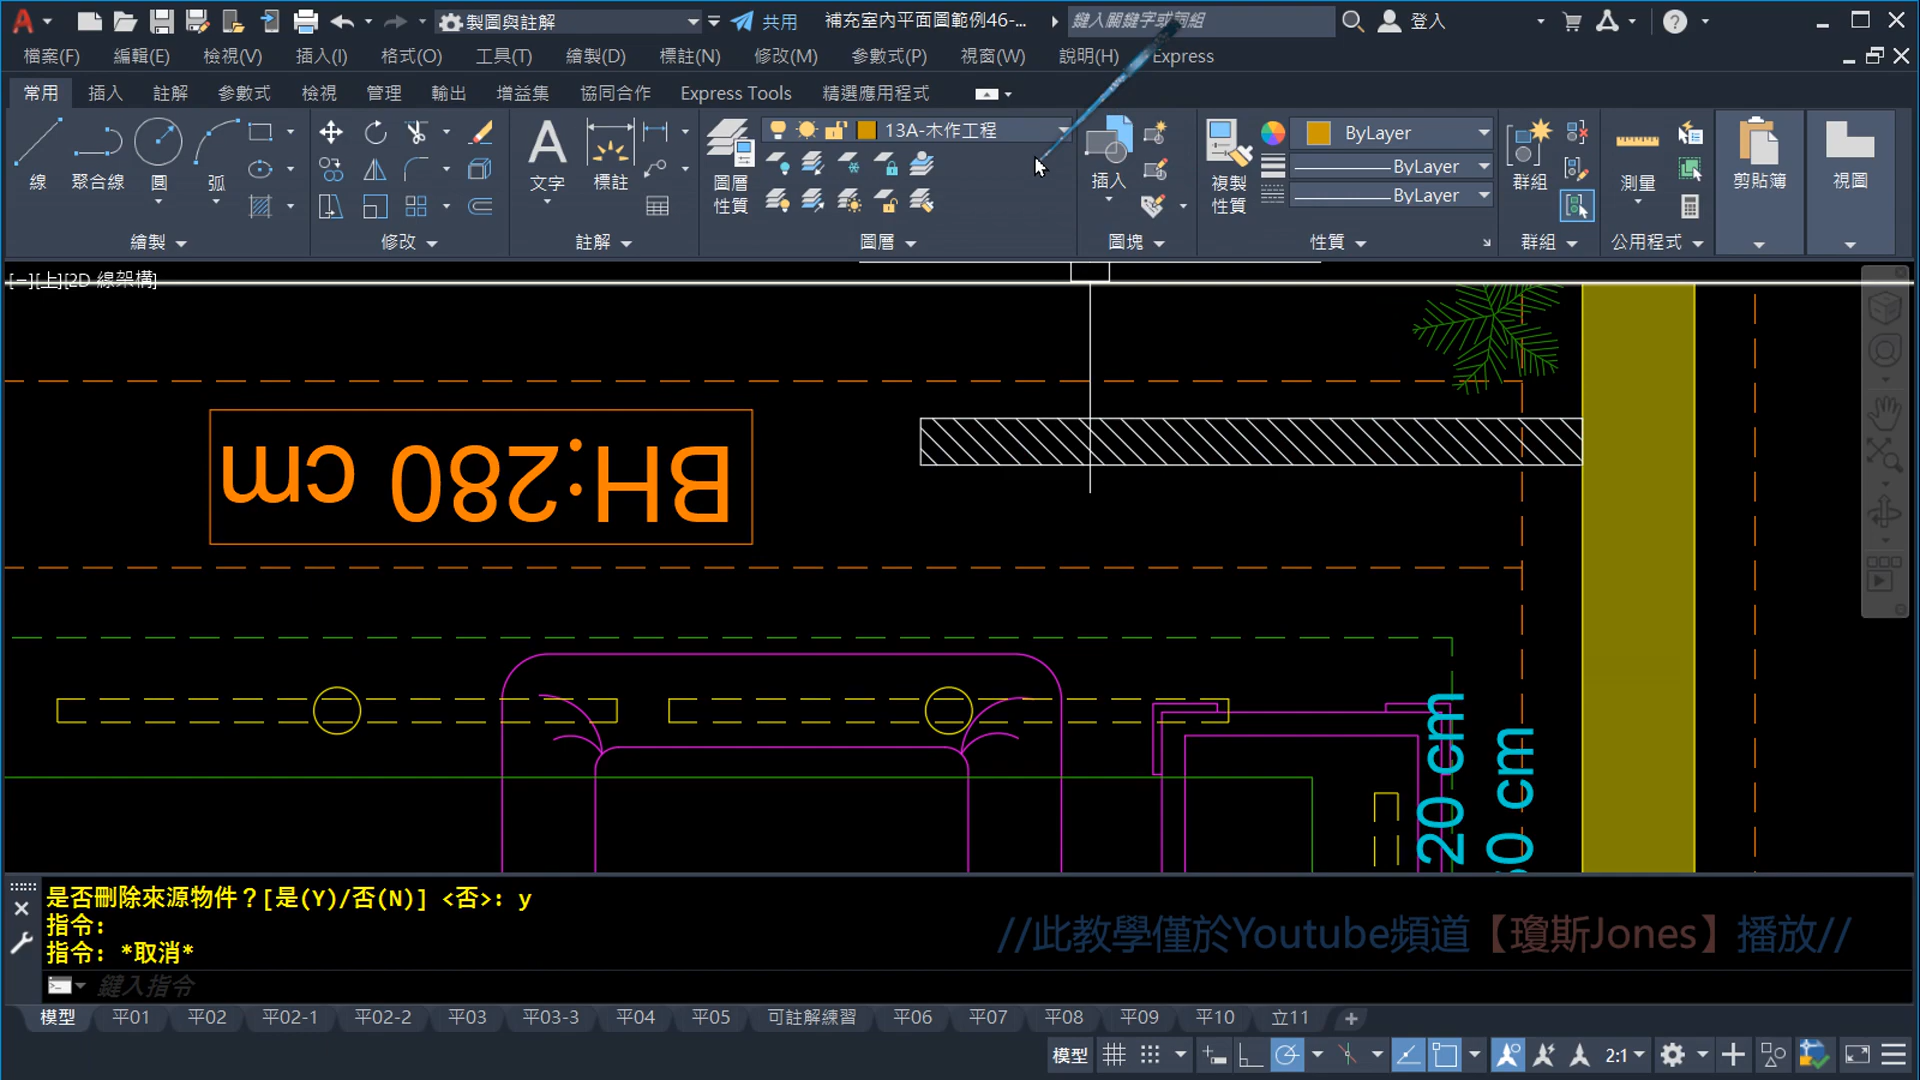 製圖與註解
共用
補充室內平面圖範例46-...
登入
檔案(F) 編輯(E) 檢視(V) 插入(I) 格式(O) 工具(T) 繪製(D) 標註(N) 修改(M) 參數式(P) 視窗(W) 說明(H) Express
常用 插入 註解 參數式 檢視 管理 輸出 增益集 協同合作 Express Tools 精選應用程式
線 聚合線 圓 弧
繪製
修改
文字 標註
註解
圖層
性質
13A-木作工程
圖層
插入
圖塊
複製
性質
ByLayer
ByLayer
ByLayer
性質
群組
群組
測量
公用程式
剪貼簿
視圖
[−][上][2D 線架構]
BH:280 cm
20 cm
60 cm
是否刪除來源物件？[是(Y)/否(N)] <否>: y
指令:
指令: *取消*
鍵入指令
//此教學僅於Youtube頻道【瓊斯Jones】播放//
模型 平01 平02 平02-1 平02-2 平03 平03-3 平04 平05 可註解練習 平06 平07 平08 平09 平10 立11
模型
2:1